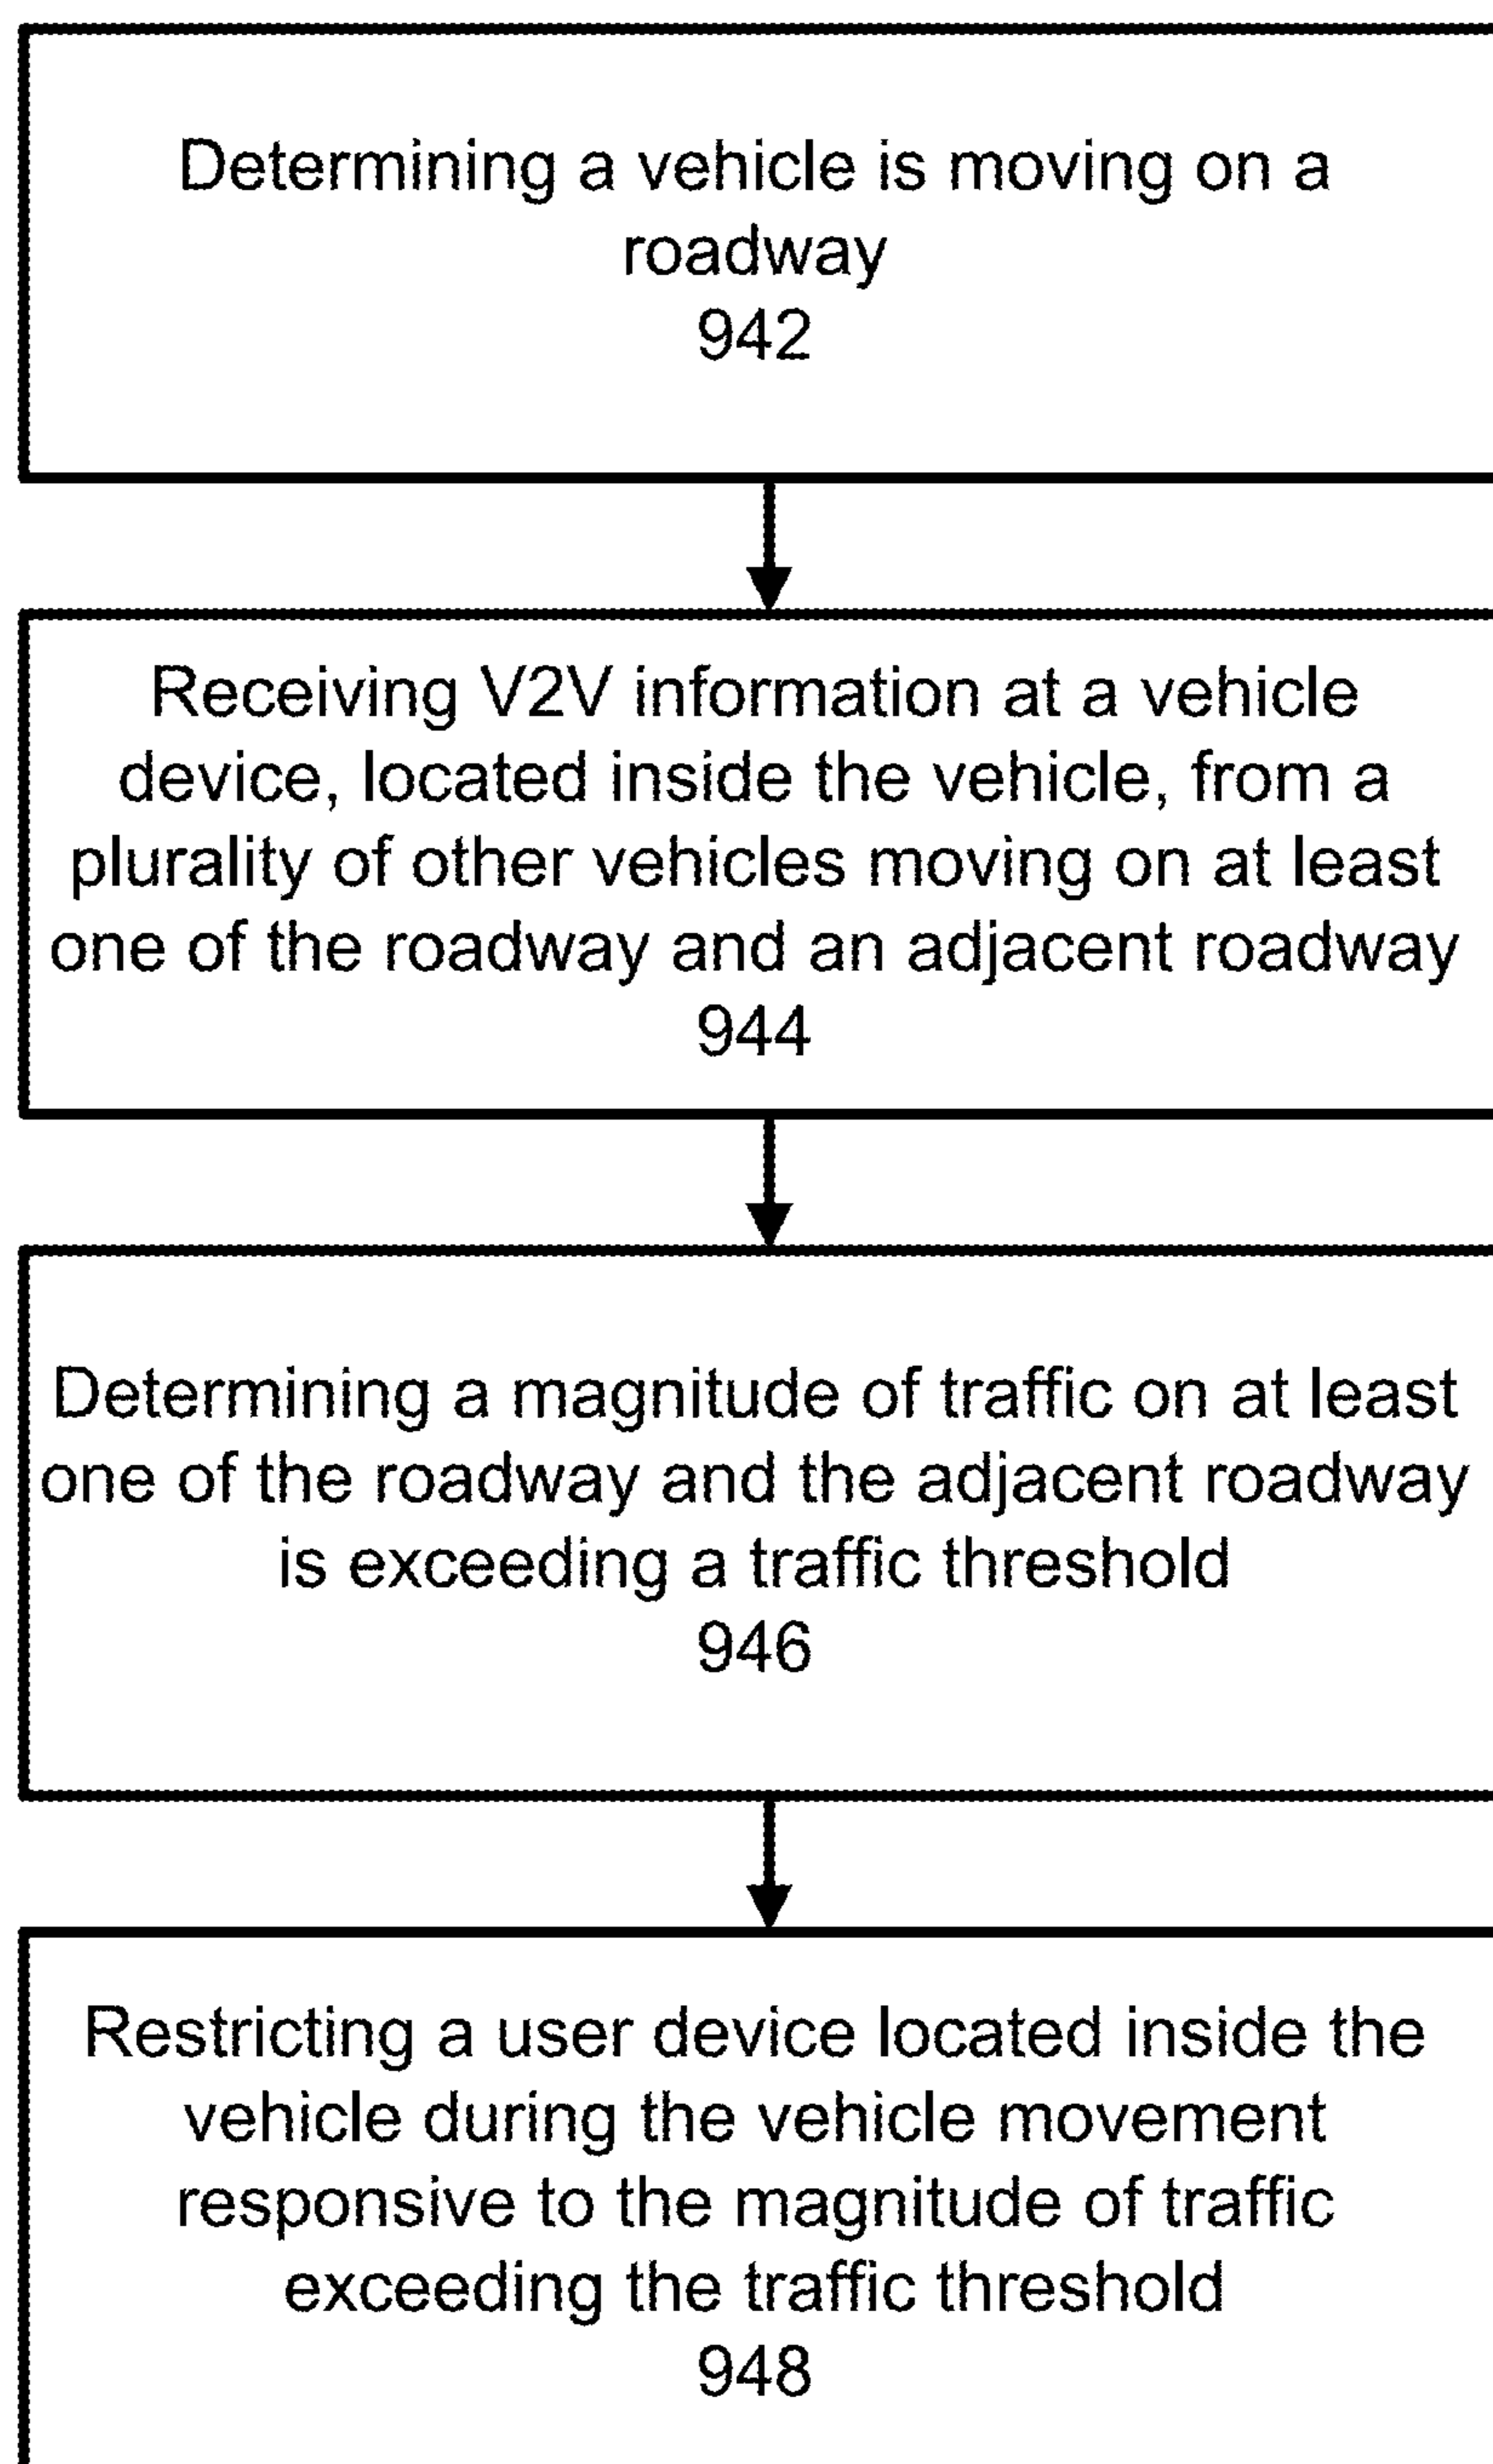 Determining a vehicle is moving on a
roadway
942
Receiving V2V information at a vehicle
device, located inside the vehicle, from a
plurality of other vehicles moving on at least
one of the roadway and an adjacent roadway
944
Determining a magnitude of traffic on at least
one of the roadway and the adjacent roadway
is exceeding a traffic threshold
946
Restricting a user device located inside the
vehicle during the vehicle movement
responsive to the magnitude of traffic
exceeding the traffic threshold
948